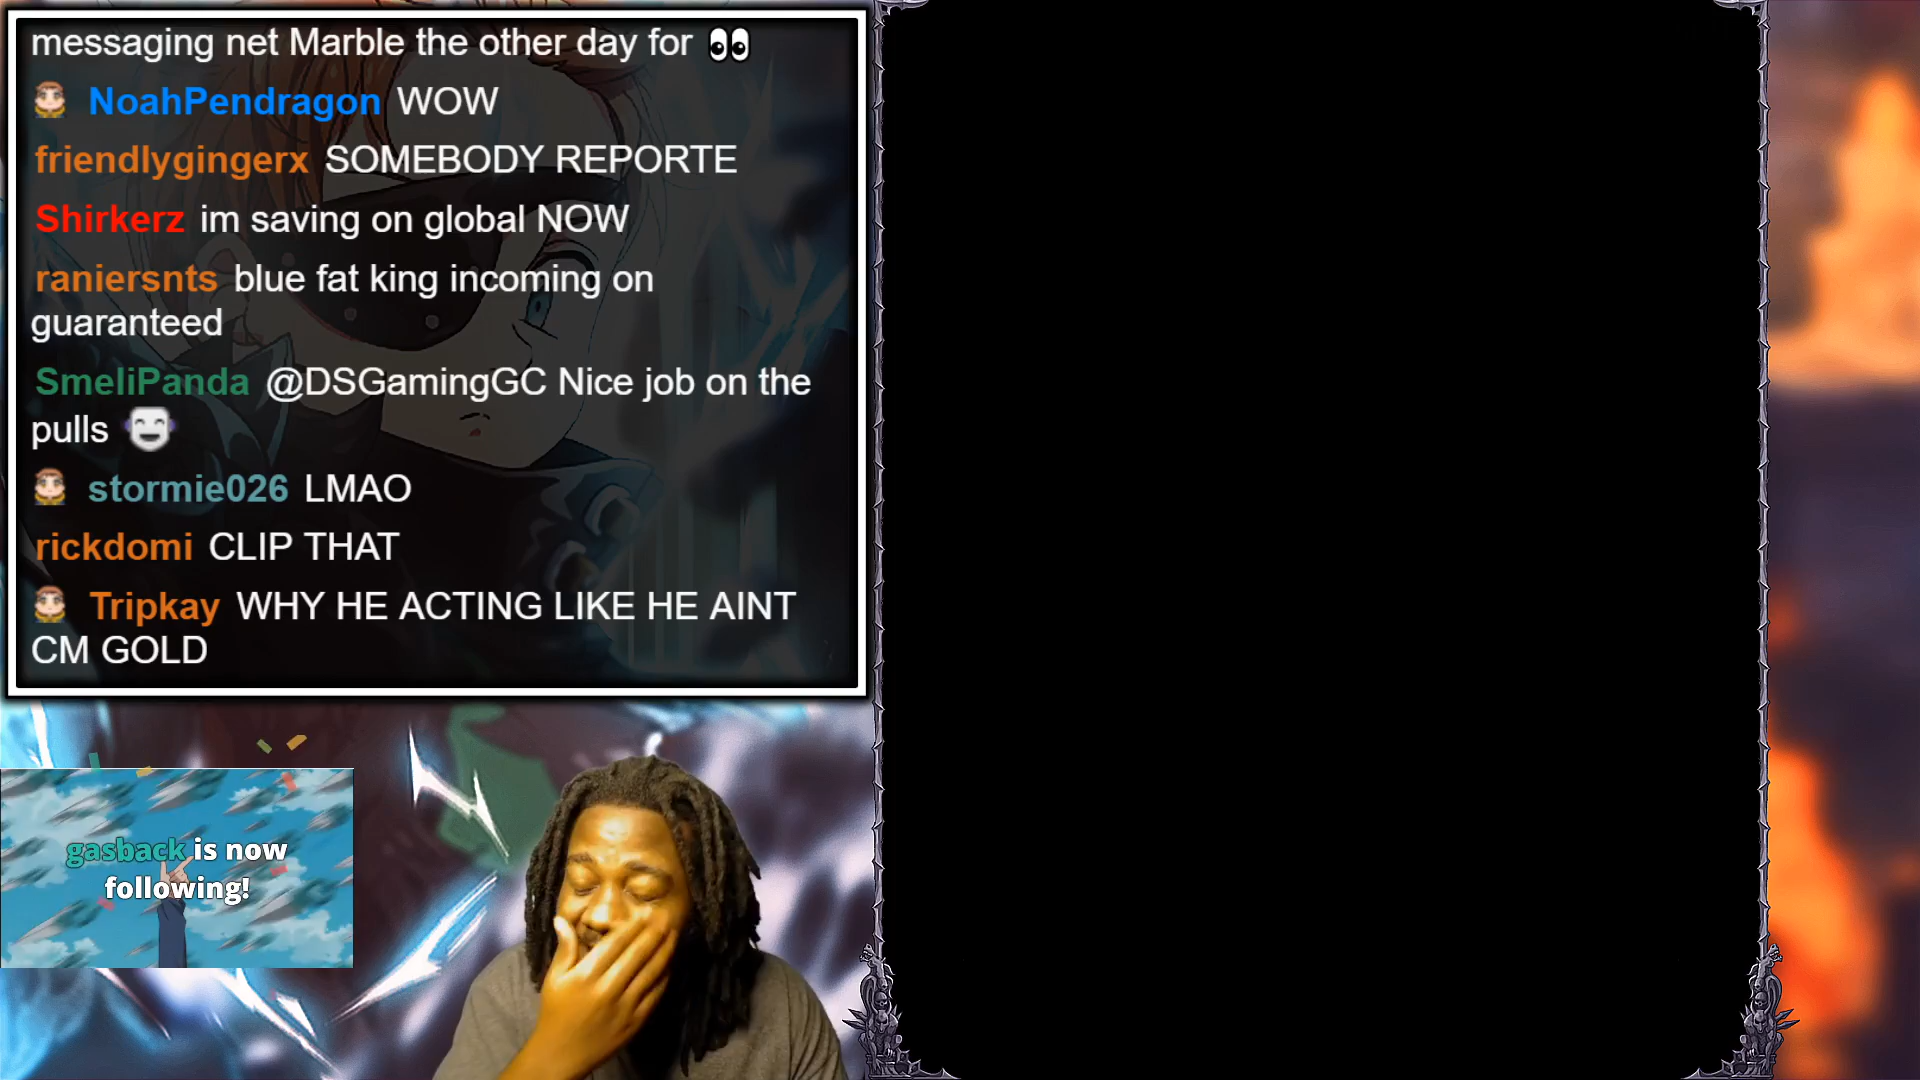 messaging net Marble the other day for 👀
NoahPendragon WOW
friendlygingerx SOMEBODY REPORTE
Shirkerz im saving on global NOW
raniersnts blue fat king incoming on
guaranteed
SmeliPanda @DSGamingGC Nice job on the
pulls
stormie026 LMAO
rickdomi CLIP THAT
Tripkay WHY HE ACTING LIKE HE AINT
CM GOLD
gasback is now
following!